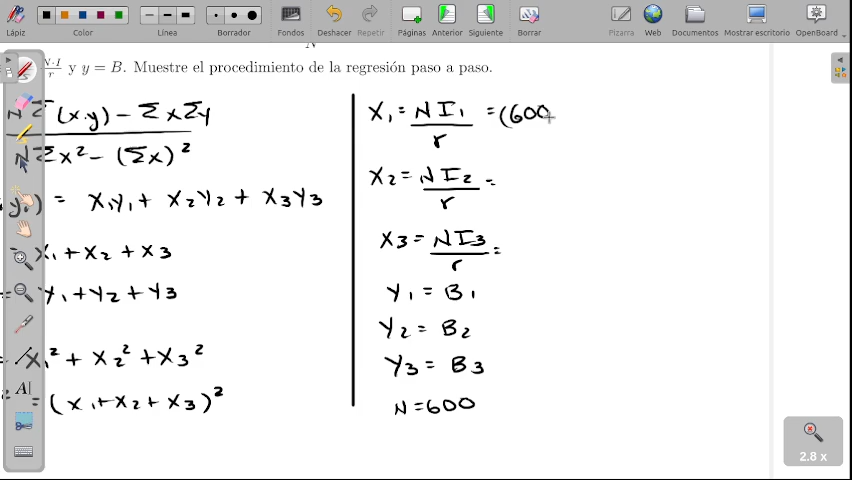 Lápiz
Color
Línea
Borrador
Deshacer
Repetir
Páginas
Anterior
Siguiente
Borrar
Pizarra
Web
Documentos
Mostrar escritorio
OpenBoard
N
N·I/r y y = B. Muestre el procedimiento de la regresión paso a paso.
N Σ (x·y) − Σx Σy
N Σx² − (Σx)²
y,) = x₁y₁ + x₂y₂ + x₃y₃
x₁ + x₂ + x₃
= y₁ + y₂ + y₃
= x₁² + x₂² + x₃²
= (x₁ + x₂ + x₃)²
x₁ = NI₁/r = (600
x₂ = NI₂/r =
x₃ = NI₃/r =
y₁ = B₁
y₂ = B₂
y₃ = B₃
N = 600
A|
2.8 x